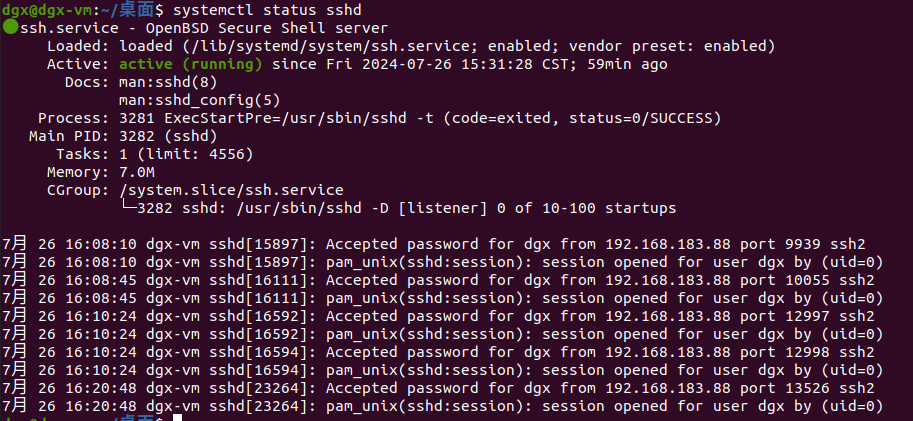 dgx@dgx-vm:~/桌面$ systemctl status sshd
●ssh.service - OpenBSD Secure Shell server
     Loaded: loaded (/lib/systemd/system/ssh.service; enabled; vendor preset: enabled)
     Active: active (running) since Fri 2024-07-26 15:31:28 CST; 59min ago
       Docs: man:sshd(8)
             man:sshd_config(5)
    Process: 3281 ExecStartPre=/usr/sbin/sshd -t (code=exited, status=0/SUCCESS)
   Main PID: 3282 (sshd)
      Tasks: 1 (limit: 4556)
     Memory: 7.0M
     CGroup: /system.slice/ssh.service
             └─3282 sshd: /usr/sbin/sshd -D [listener] 0 of 10-100 startups
7月 26 16:08:10 dgx-vm sshd[15897]: Accepted password for dgx from 192.168.183.88 port 9939 ssh2
7月 26 16:08:10 dgx-vm sshd[15897]: pam_unix(sshd:session): session opened for user dgx by (uid=0)
7月 26 16:08:45 dgx-vm sshd[16111]: Accepted password for dgx from 192.168.183.88 port 10055 ssh2
7月 26 16:08:45 dgx-vm sshd[16111]: pam_unix(sshd:session): session opened for user dgx by (uid=0)
7月 26 16:10:24 dgx-vm sshd[16592]: Accepted password for dgx from 192.168.183.88 port 12997 ssh2
7月 26 16:10:24 dgx-vm sshd[16592]: pam_unix(sshd:session): session opened for user dgx by (uid=0)
7月 26 16:10:24 dgx-vm sshd[16594]: Accepted password for dgx from 192.168.183.88 port 12998 ssh2
7月 26 16:10:24 dgx-vm sshd[16594]: pam_unix(sshd:session): session opened for user dgx by (uid=0)
7月 26 16:20:48 dgx-vm sshd[23264]: Accepted password for dgx from 192.168.183.88 port 13526 ssh2
7月 26 16:20:48 dgx-vm sshd[23264]: pam_unix(sshd:session): session opened for user dgx by (uid=0)
dgx@dgx-vm:~/桌面$